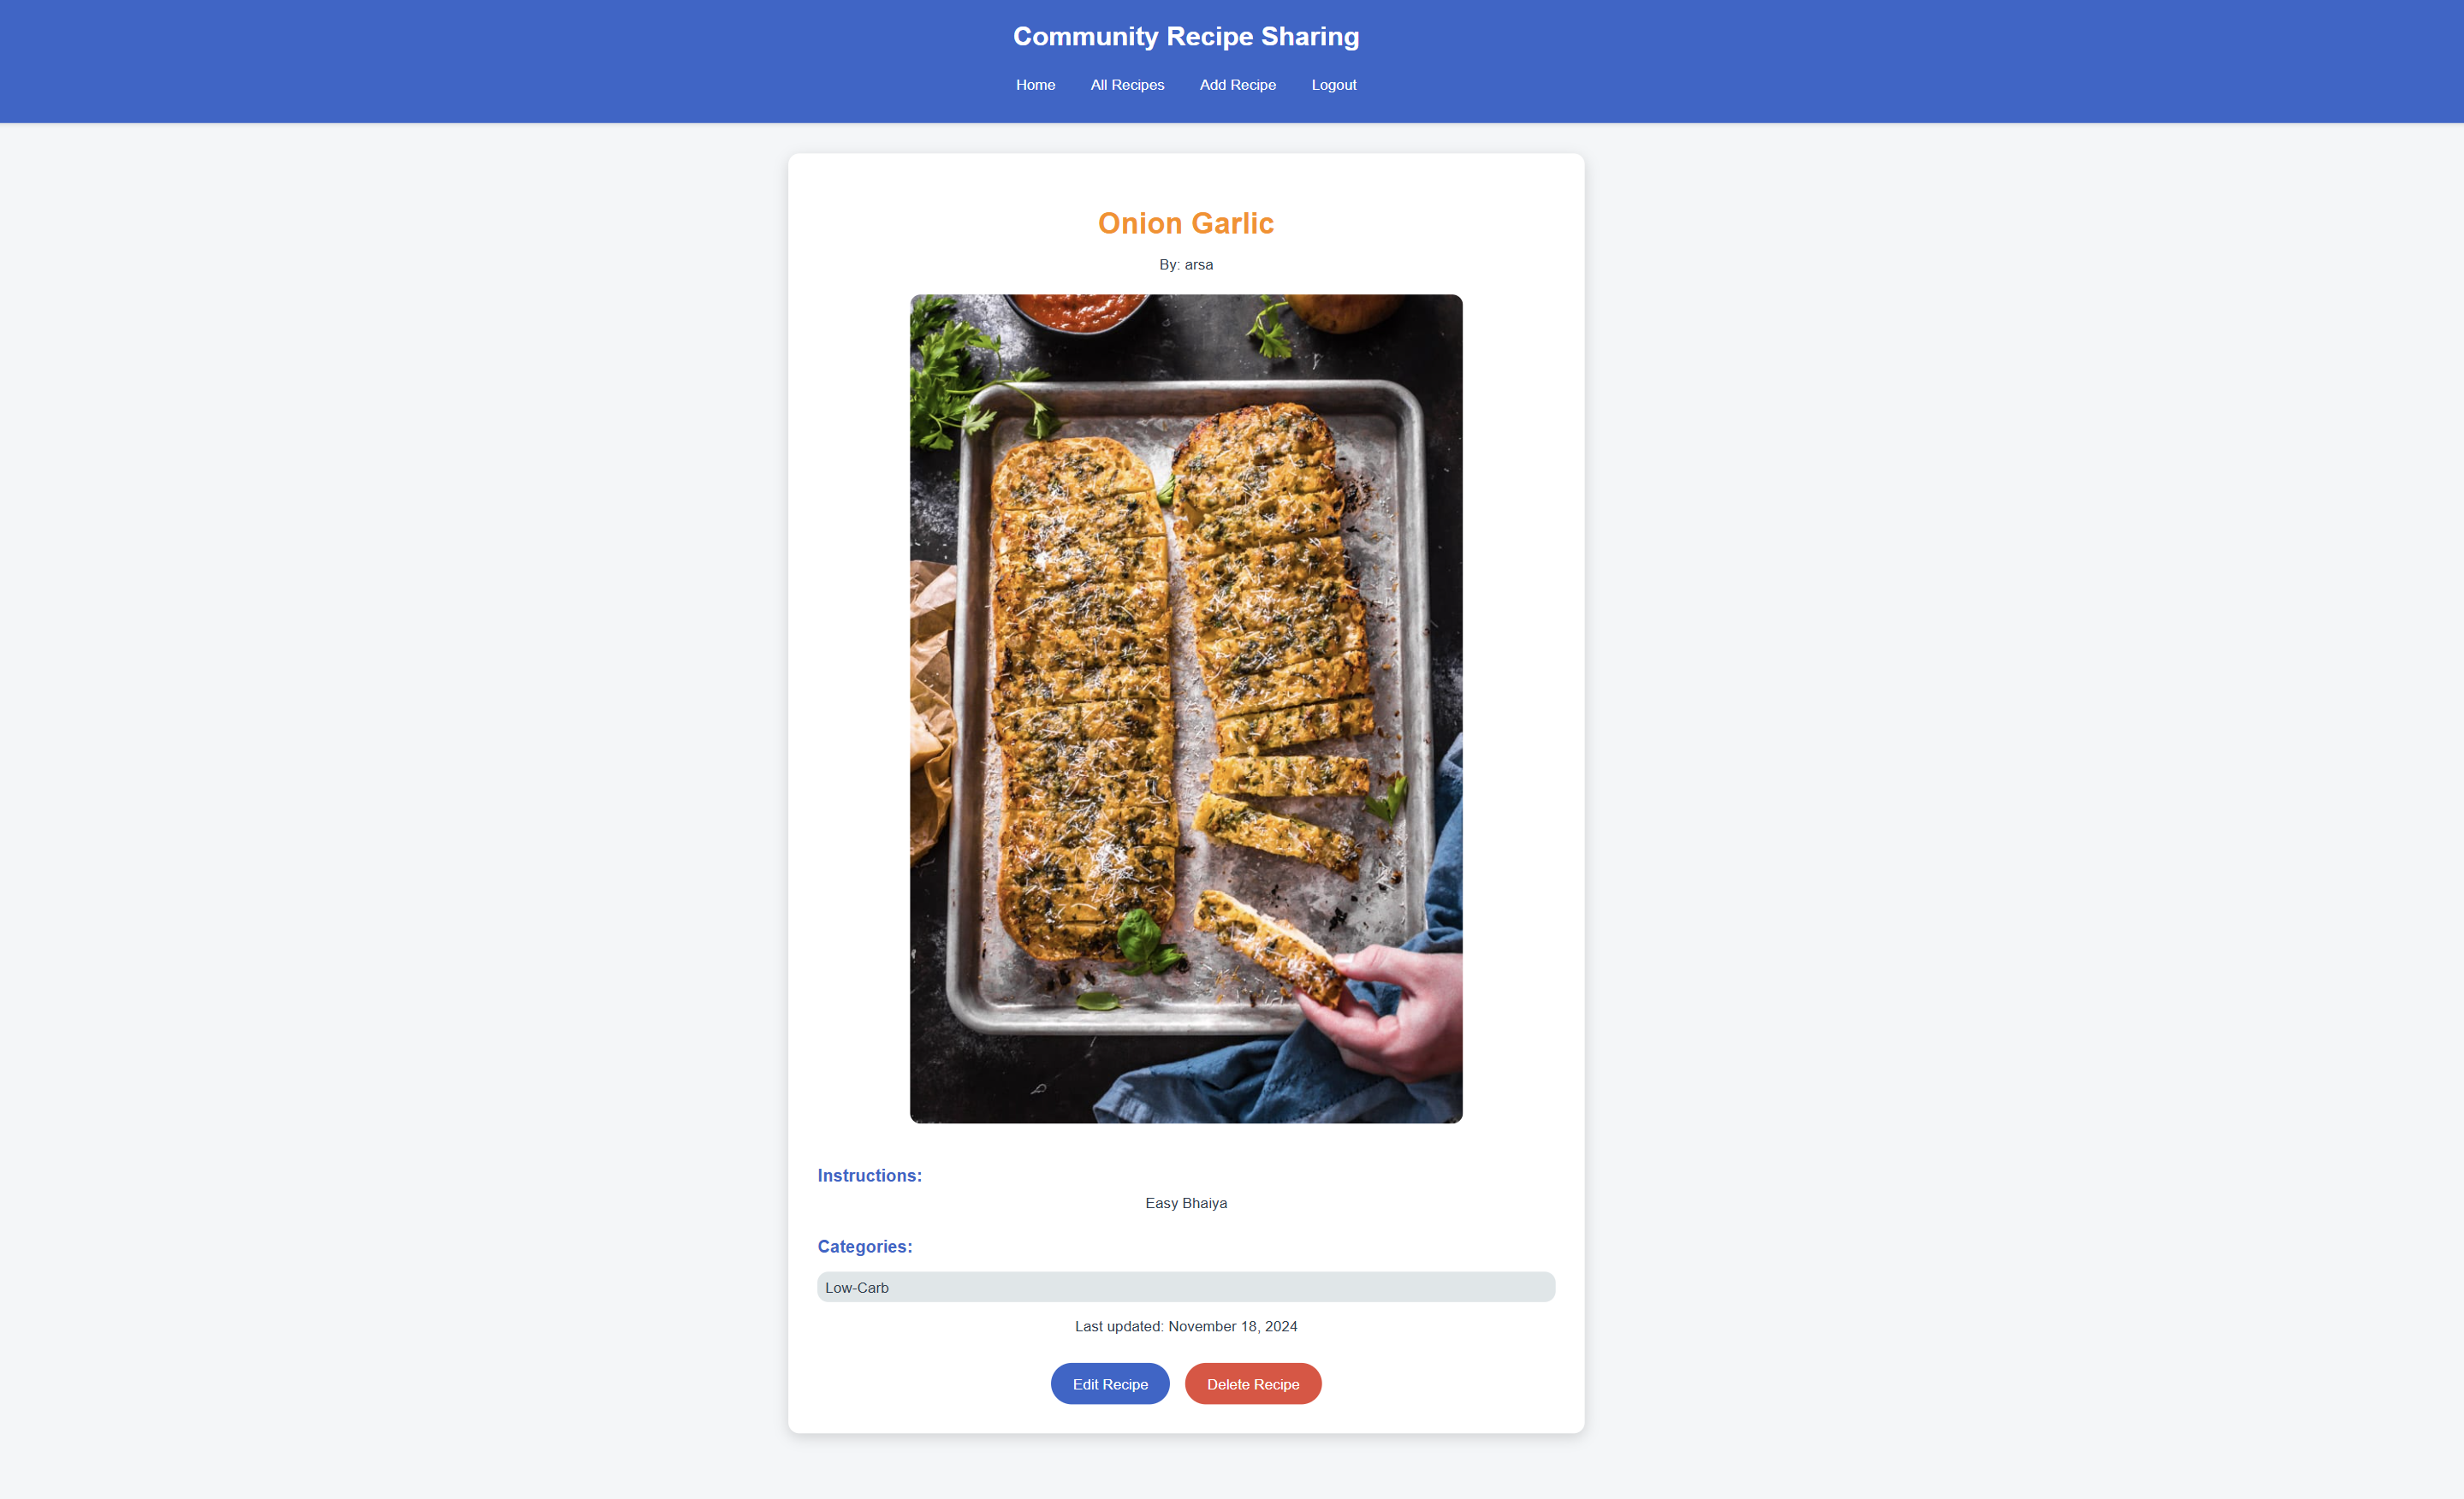 Community Recipe Sharing
Home All Recipes Add Recipe Logout
Onion Garlic
By: arsa
Instructions:
Easy Bhaiya
Categories:
Low-Carb
Last updated: November 18, 2024
Edit Recipe Delete Recipe